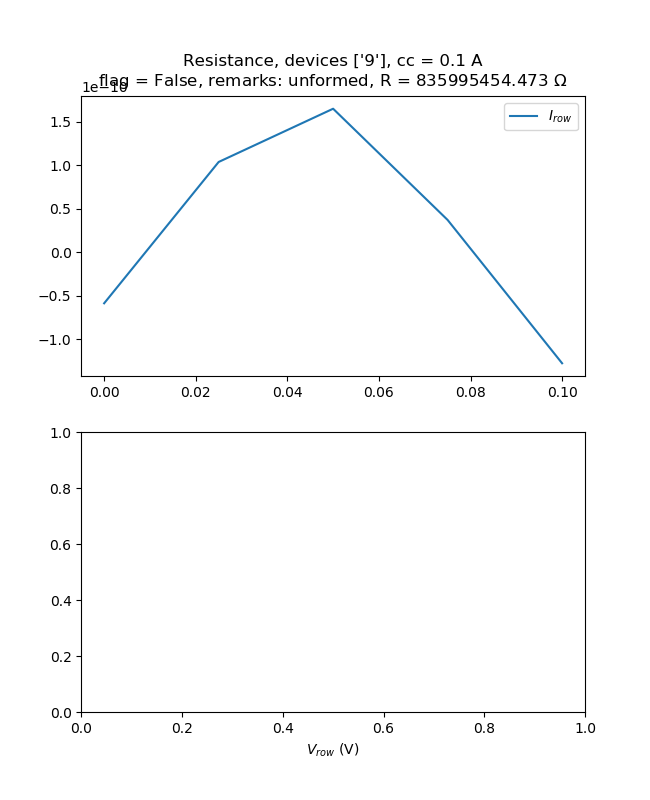 Resistance, devices ['9'], cc = 0.1 A
flag = False, remarks: unformed, R = 835995454.473 Ω
I_row
1.5
1.0
0.5
0.0
−0.5
−1.0
0.00 0.02 0.04 0.06 0.08 0.10
1.0
0.8
0.6
0.4
0.2
0.0
0.0 0.2 0.4 0.6 0.8 1.0
V_row (V)